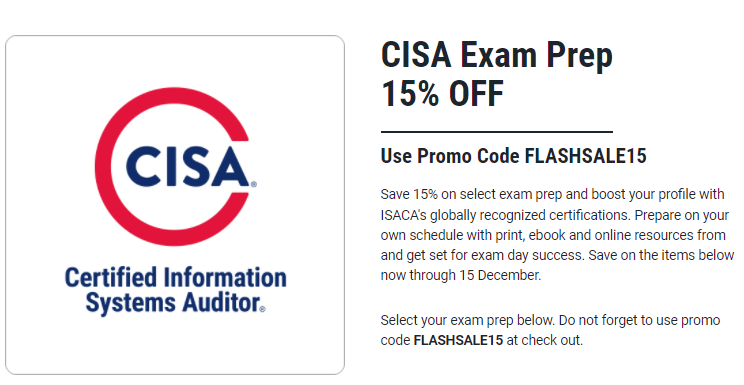 CISA®
Certified Information
Systems Auditor®
CISA Exam Prep
15% OFF
Use Promo Code FLASHSALE15
Save 15% on select exam prep and boost your profile with
ISACA's globally recognized certifications. Prepare on your
own schedule with print, ebook and online resources from
and get set for exam day success. Save on the items below
now through 15 December.
Select your exam prep below. Do not forget to use promo
code FLASHSALE15 at check out.